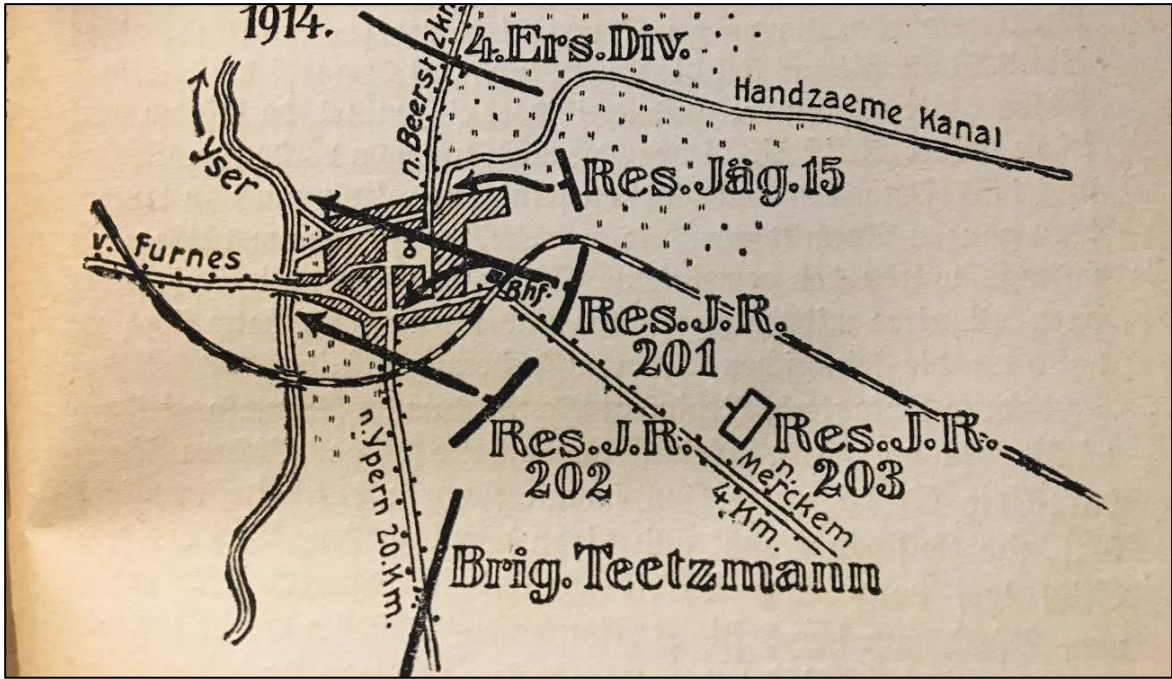 1914.
4.Ers.Div.
n. Beerst 2km.
Handzaeme Kanal
Yser
Res.Jäg.15
v. Furnes
Bhf.
Res.J.R.
201
Res.J.R.
202
Res.J.R.
203
n.
Merckem
4 Km.
n. Ypern 20.Km.
Brig.Teetzmann